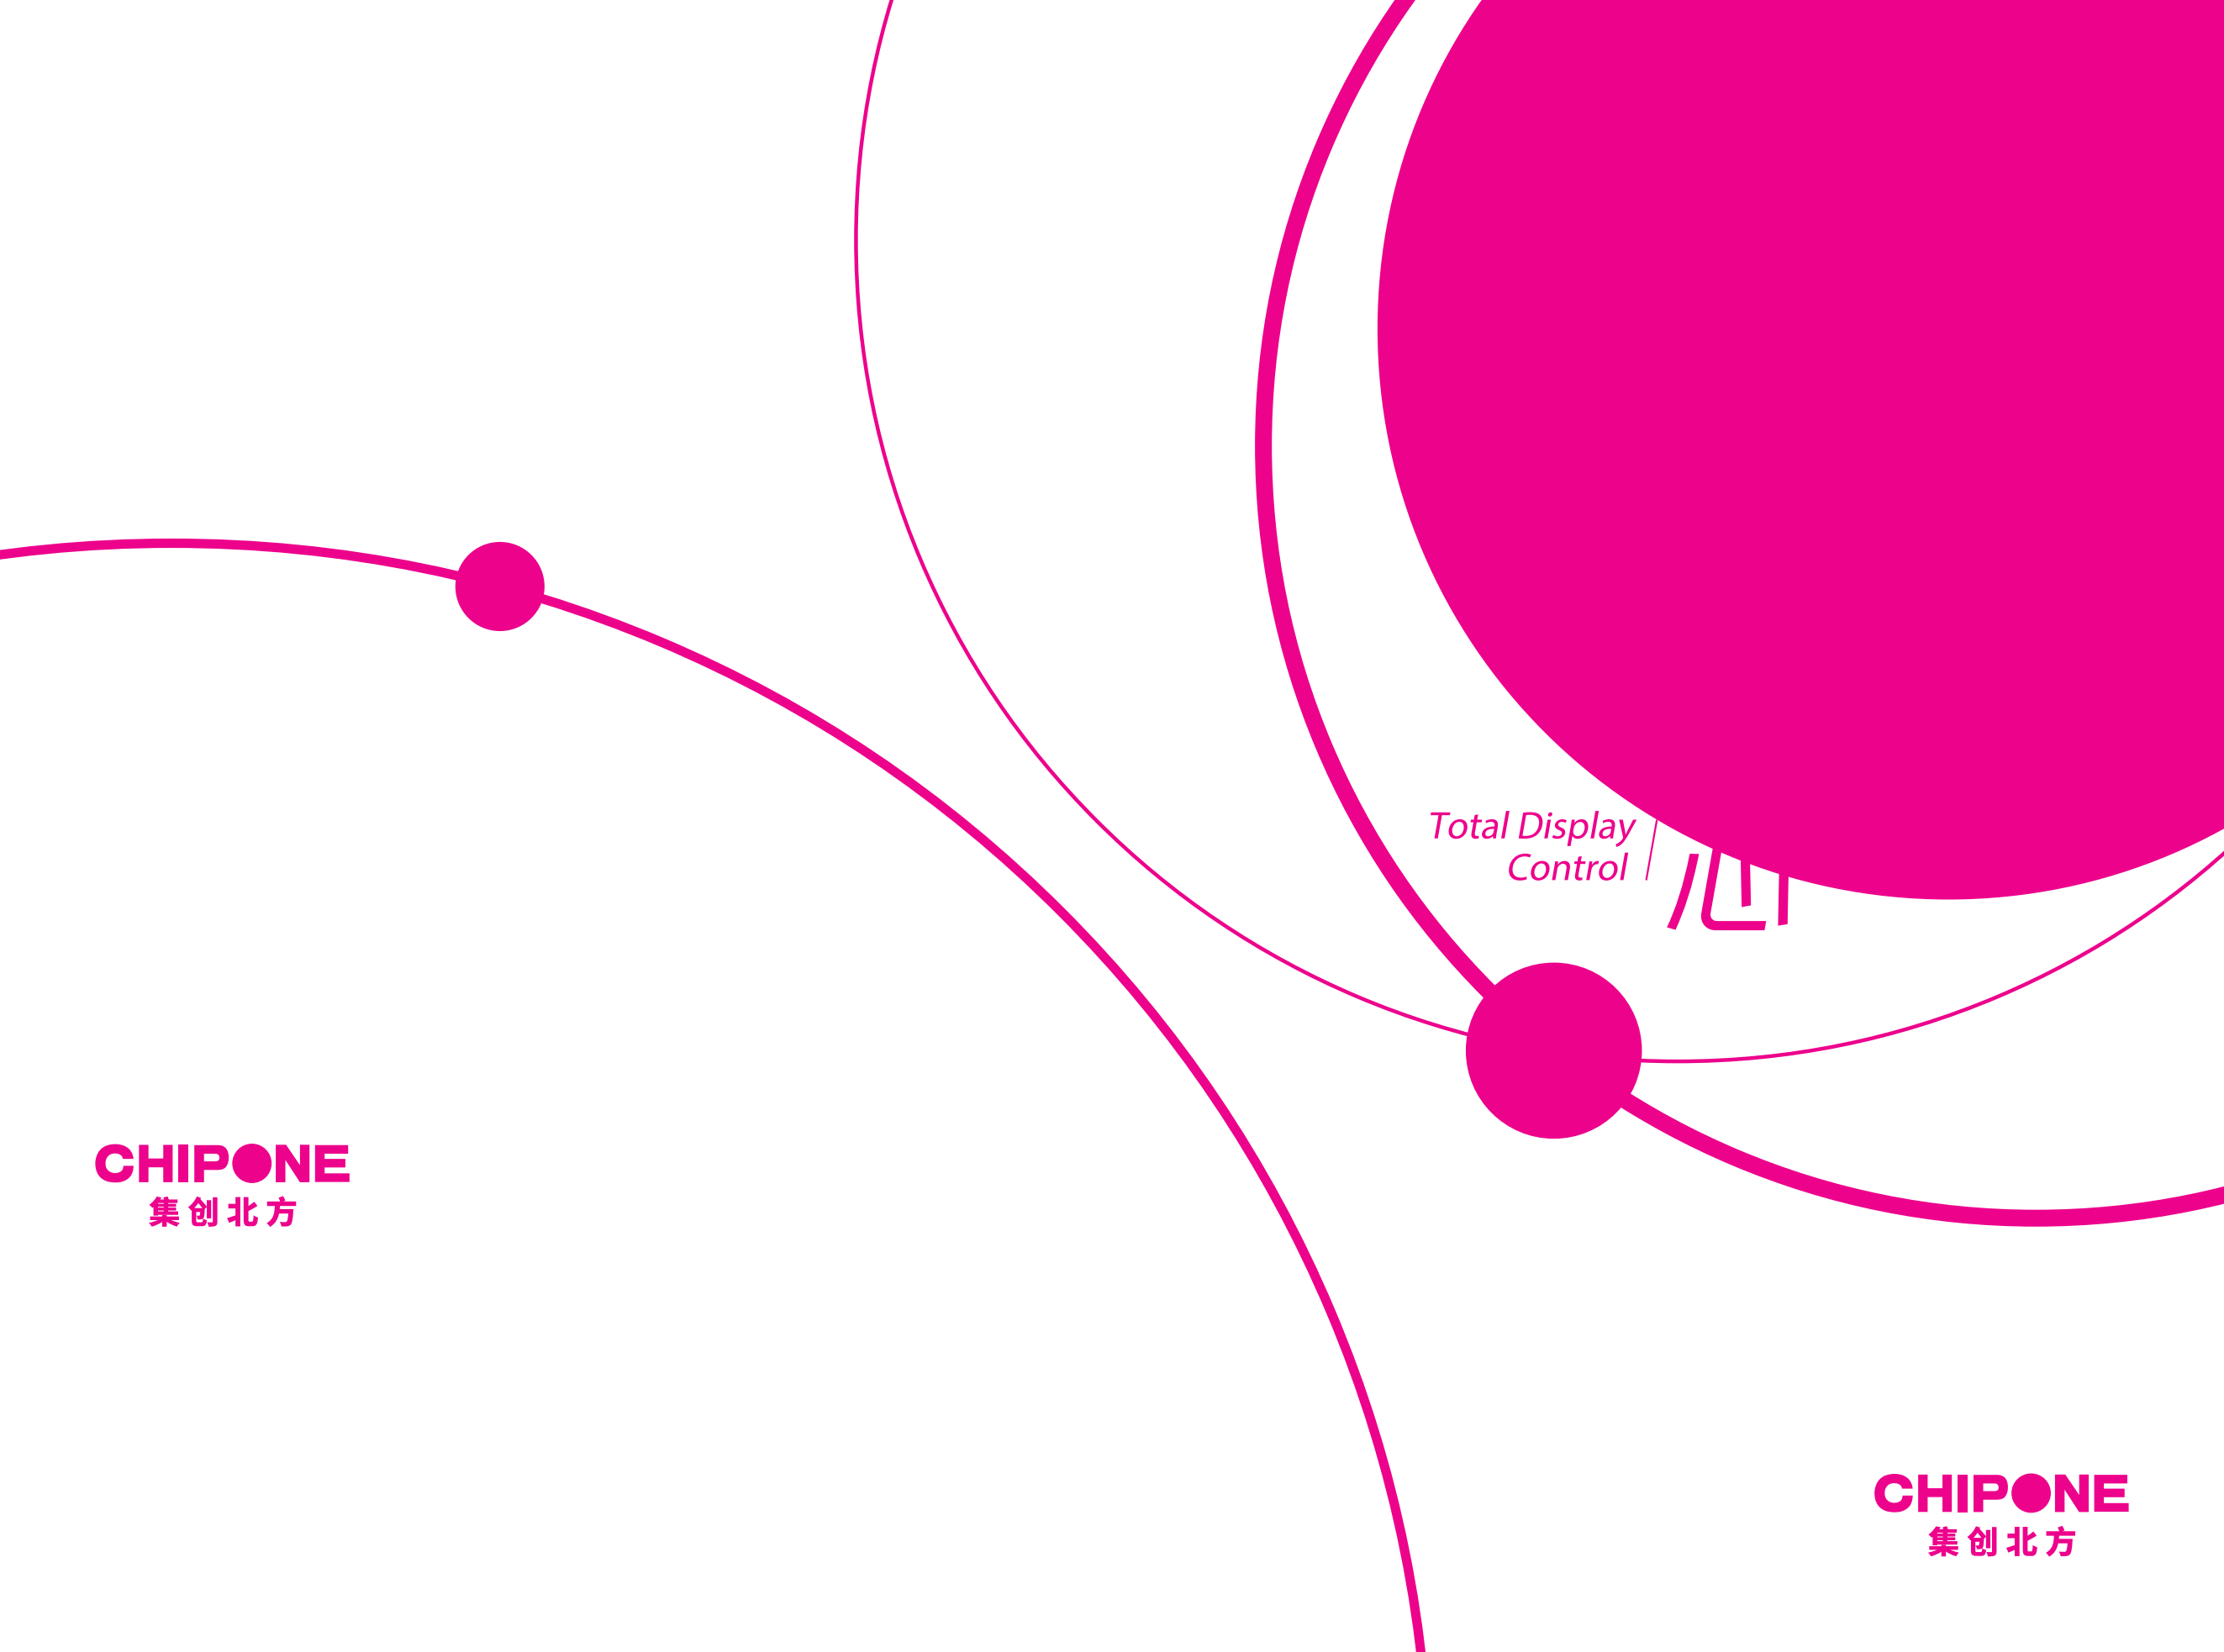 Total Display
Control
CHIPONE
集创北方
CHIPONE
集创北方